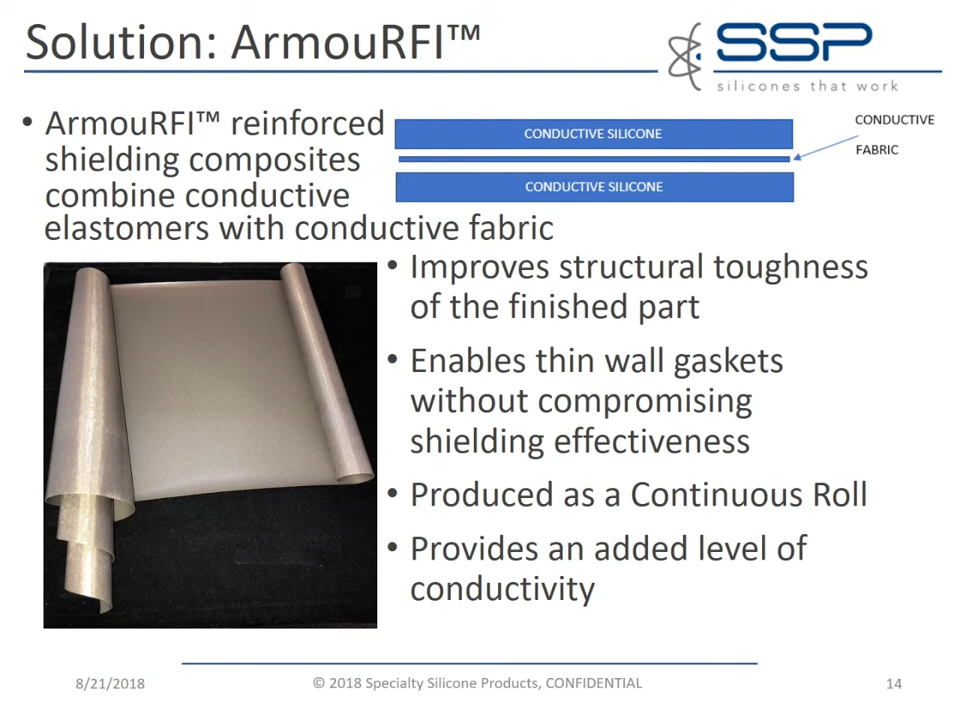 Solution: ArmouRFI™
SSP
silicones that work
• ArmouRFI™ reinforced
shielding composites
combine conductive
elastomers with conductive fabric
CONDUCTIVE SILICONE
CONDUCTIVE
FABRIC
CONDUCTIVE SILICONE
• Improves structural toughness
of the finished part
• Enables thin wall gaskets
without compromising
shielding effectiveness
• Produced as a Continuous Roll
• Provides an added level of
conductivity
8/21/2018
© 2018 Specialty Silicone Products, CONFIDENTIAL
14